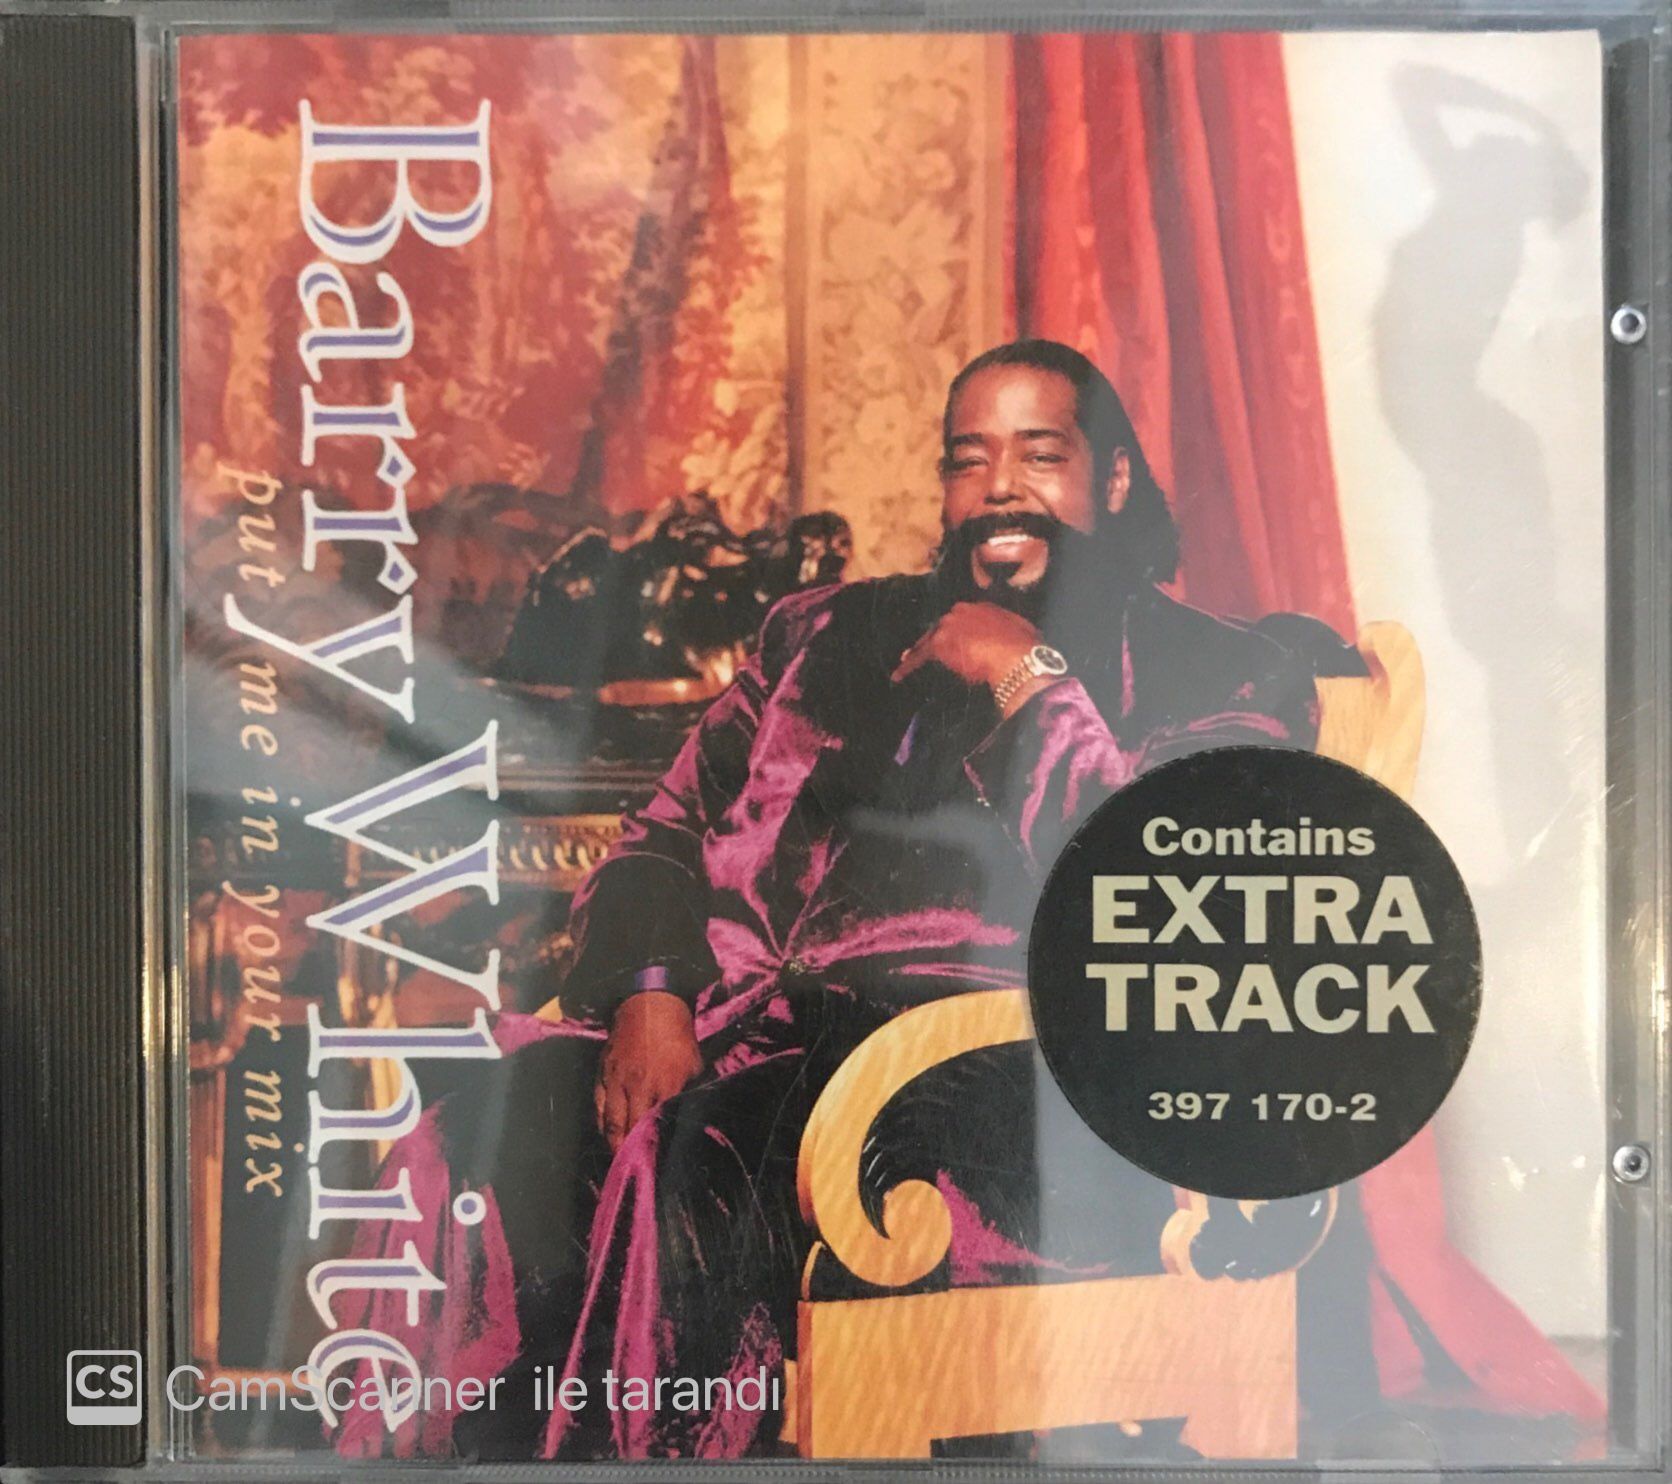 Barry White
put me in your mix
Contains
EXTRA
TRACK
397 170-2
CS CamScanner ile tarandı